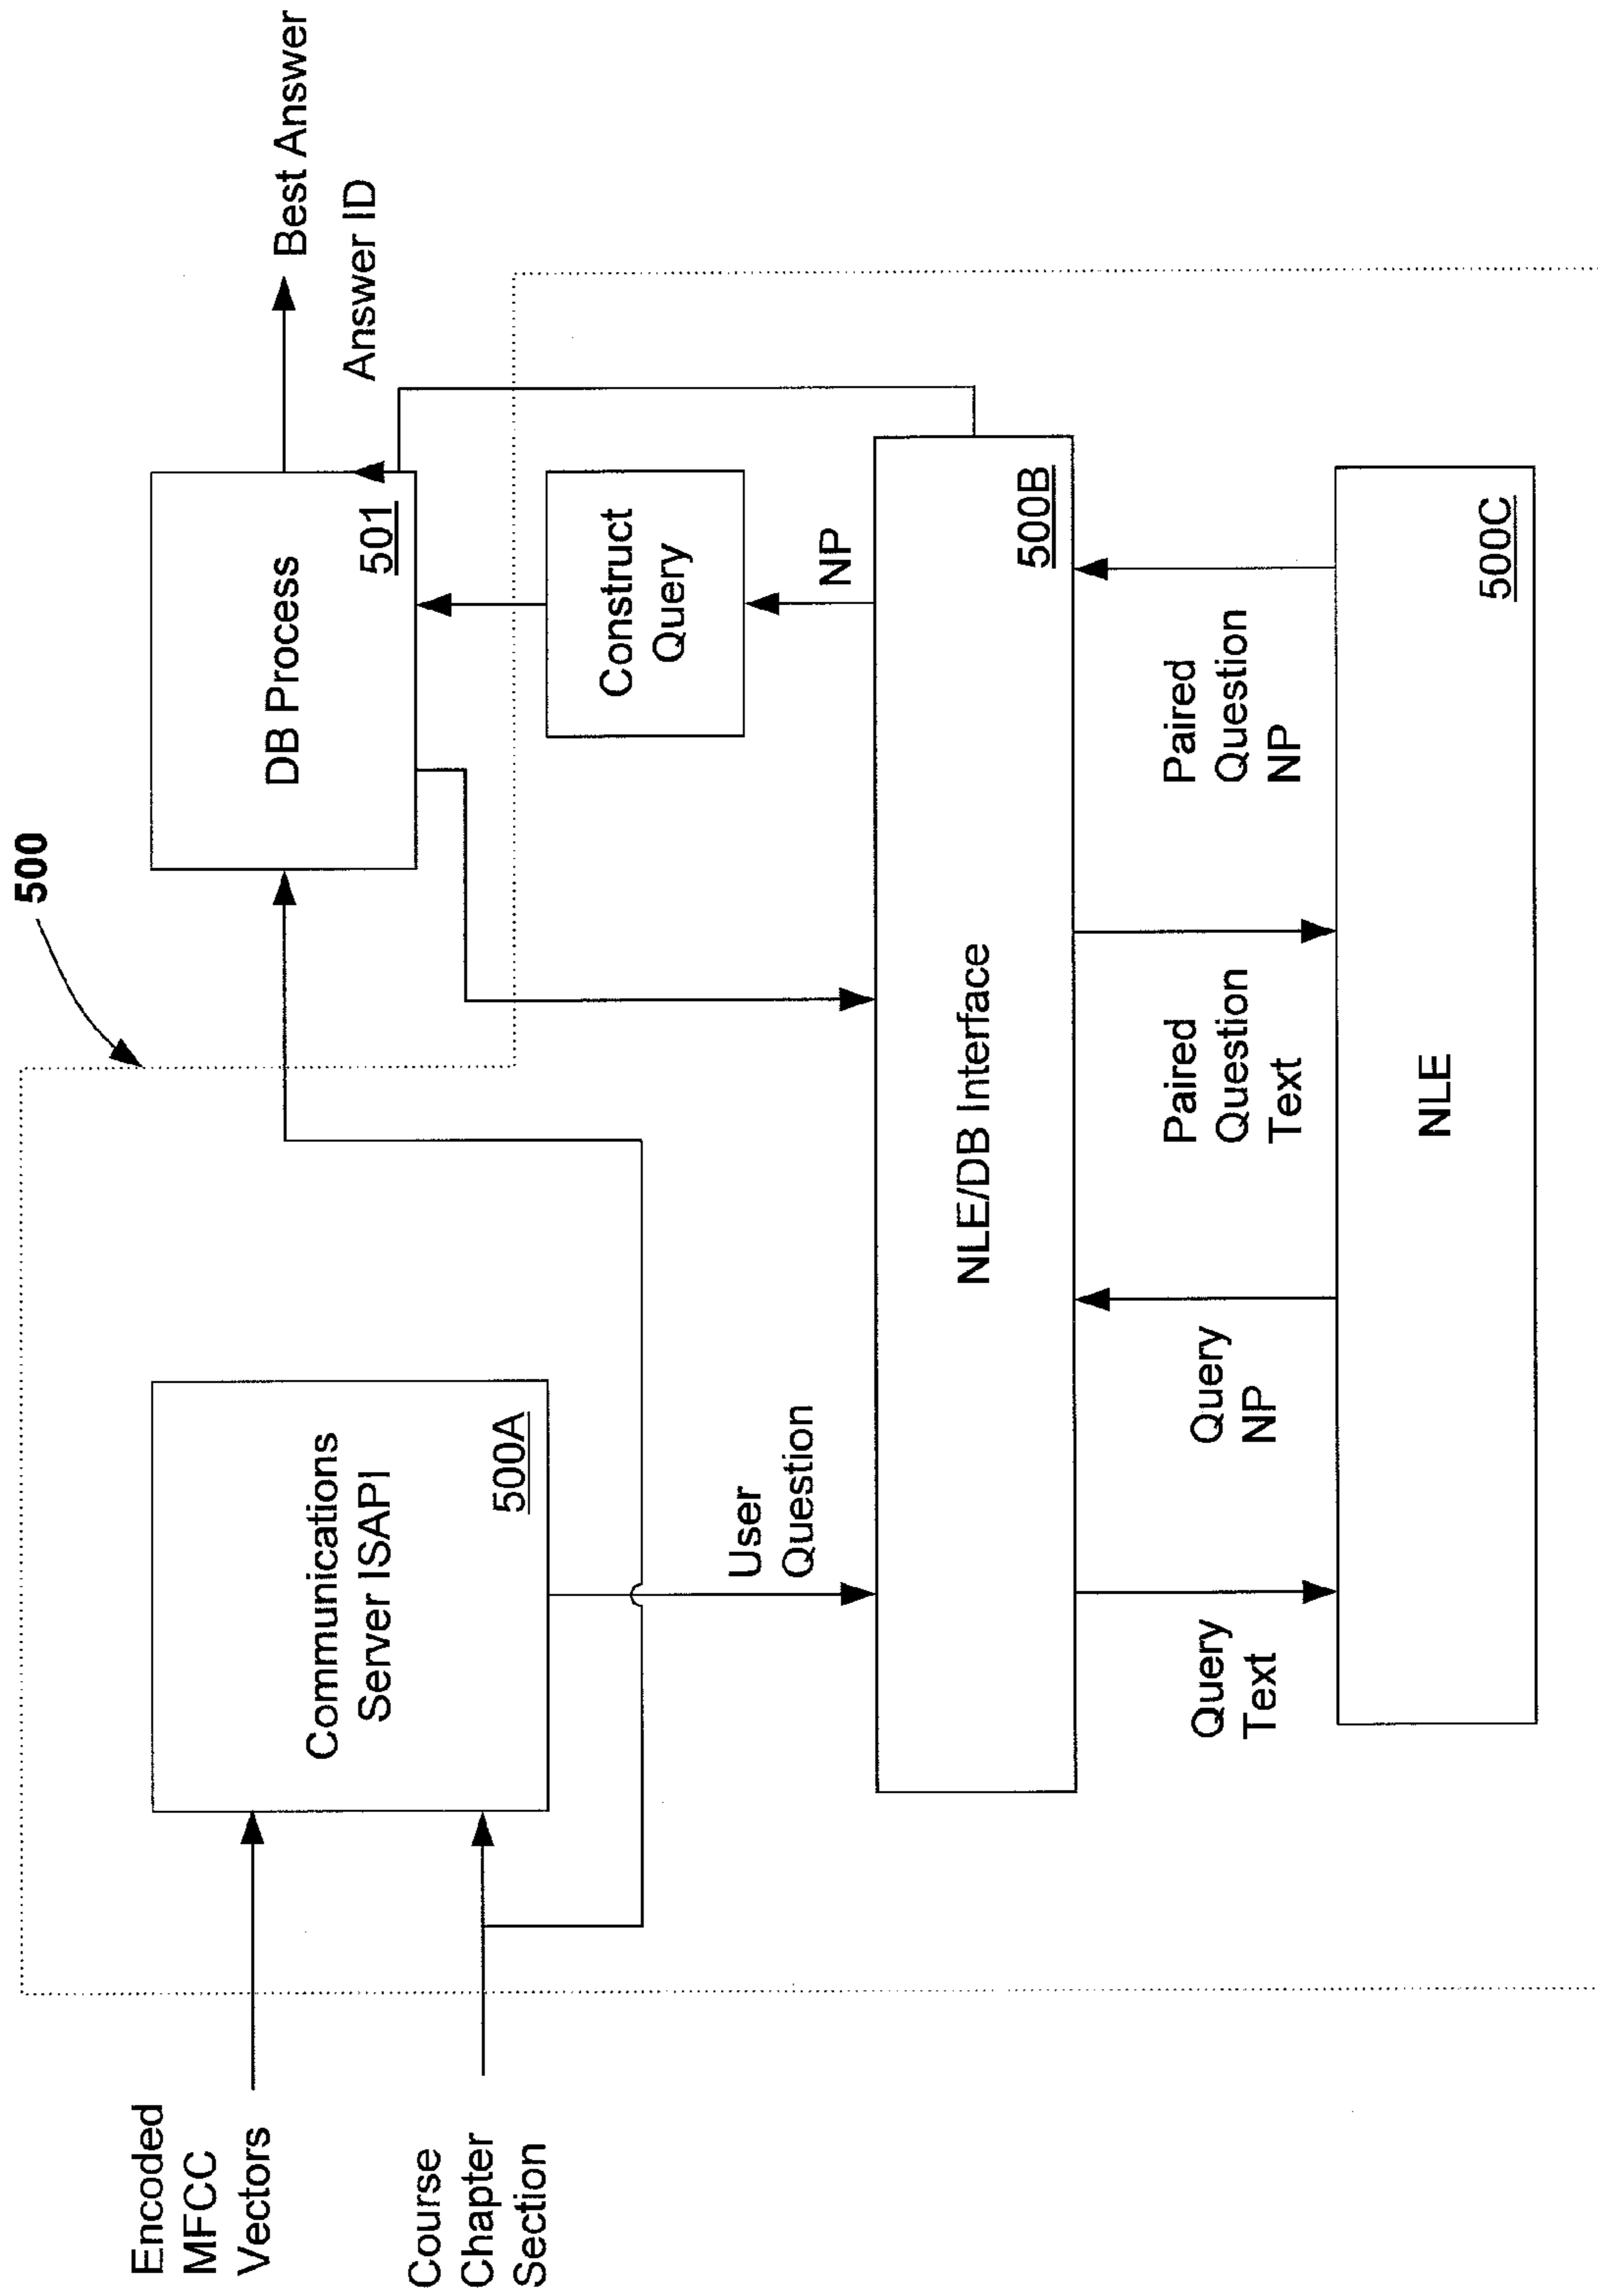 500
Encoded
MFCC
Vectors
Course
Chapter
Section
Communications
Server ISAPI
500A
DB Process
501
Best Answer
Answer ID
Construct
Query
NP
User
Question
NLE/DB Interface
500B
Query
Text
Query
NP
Paired
Question
Text
Paired
Question
NP
NLE
500C